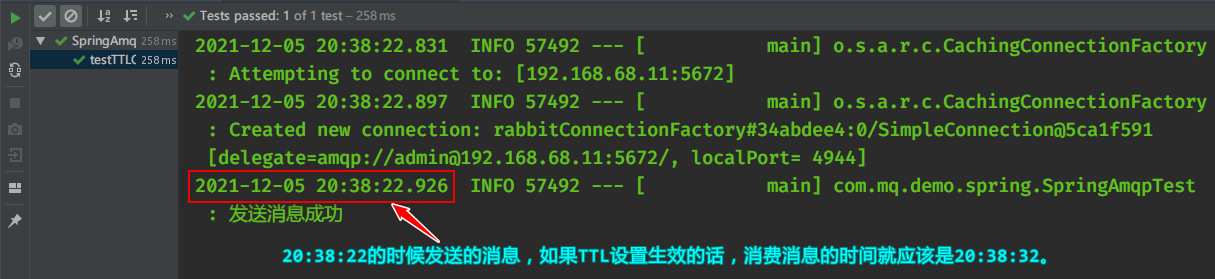 Tests passed: 1 of 1 test – 258 ms
SpringAmq 258 ms
testTTLC 258 ms
2021-12-05 20:38:22.831  INFO 57492 --- [           main] o.s.a.r.c.CachingConnectionFactory
: Attempting to connect to: [192.168.68.11:5672]
2021-12-05 20:38:22.897  INFO 57492 --- [           main] o.s.a.r.c.CachingConnectionFactory
: Created new connection: rabbitConnectionFactory#34abdee4:0/SimpleConnection@5ca1f591
[delegate=amqp://admin@192.168.68.11:5672/, localPort= 4944]
2021-12-05 20:38:22.926  INFO 57492 --- [           main] com.mq.demo.spring.SpringAmqpTest
: 发送消息成功
20:38:22的时候发送的消息，如果TTL设置生效的话，消费消息的时间就应该是20:38:32。